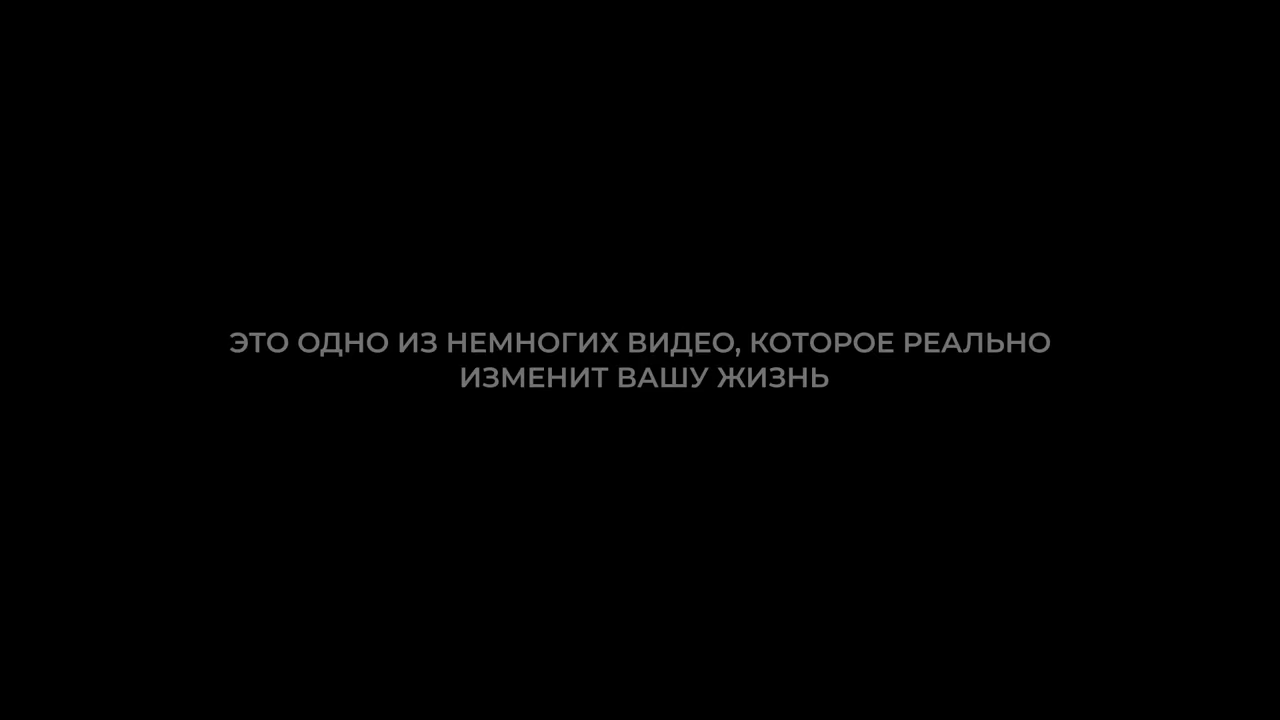 ЭТО ОДНО ИЗ НЕМНОГИХ ВИДЕО, КОТОРОЕ РЕАЛЬНО
ИЗМЕНИТ ВАШУ ЖИЗНЬ